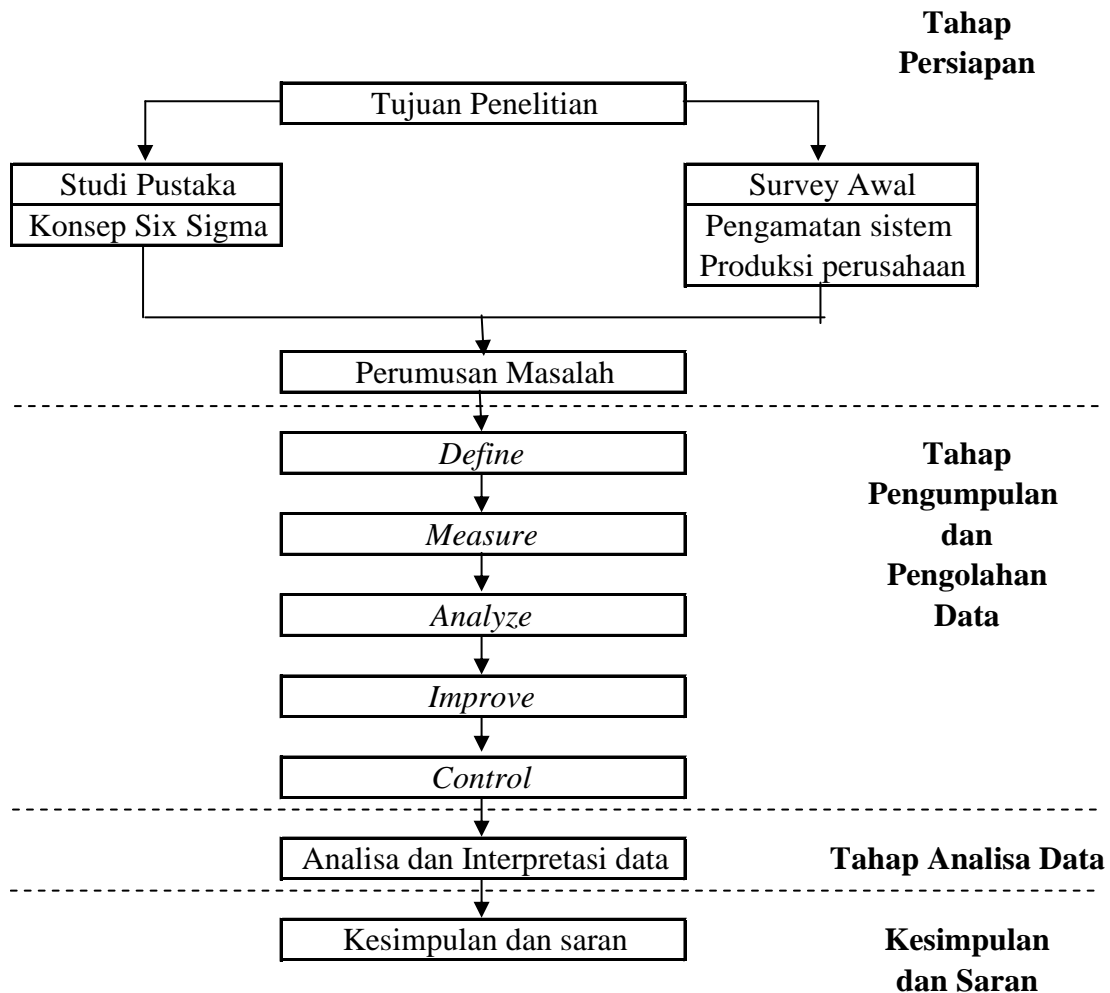 Tahap
Persiapan
Tujuan Penelitian
Studi Pustaka
Konsep Six Sigma
Survey Awal
Pengamatan sistem
Produksi perusahaan
Perumusan Masalah
Define
Measure
Analyze
Improve
Control
Tahap
Pengumpulan
dan
Pengolahan
Data
Analisa dan Interpretasi data
Tahap Analisa Data
Kesimpulan dan saran
Kesimpulan
dan Saran